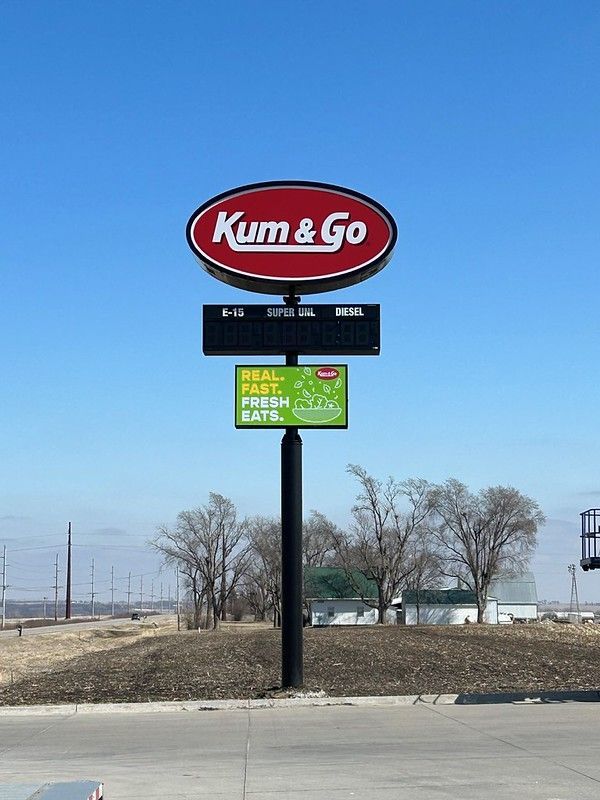 Kum & Go
E-15 SUPER UNL DIESEL
REAL.
FAST.
FRESH
EATS.
Kum & Go